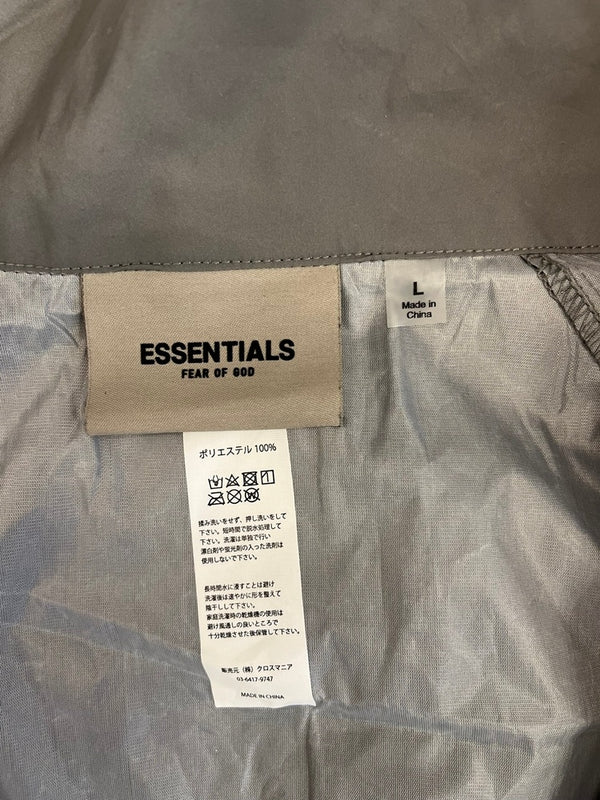 ESSENTIALS
FEAR OF GOD
L
Made in
China
ポリエステル 100%
揉み洗いをせず、押し洗いをして
下さい。短時間で脱水処理して
下さい。洗濯は単独で行い
漂白剤や蛍光剤の入った洗剤は
使用しないで下さい。
長時間水に浸すことは避け
洗濯後は速やかに形を整えて
陰干しして下さい。
家庭洗濯時の乾燥機の使用は
避け風通しの良いところで
十分乾燥させた後保管して下さい。
販売元（株）クロスマニア
03-6417-9747
MADE IN CHINA